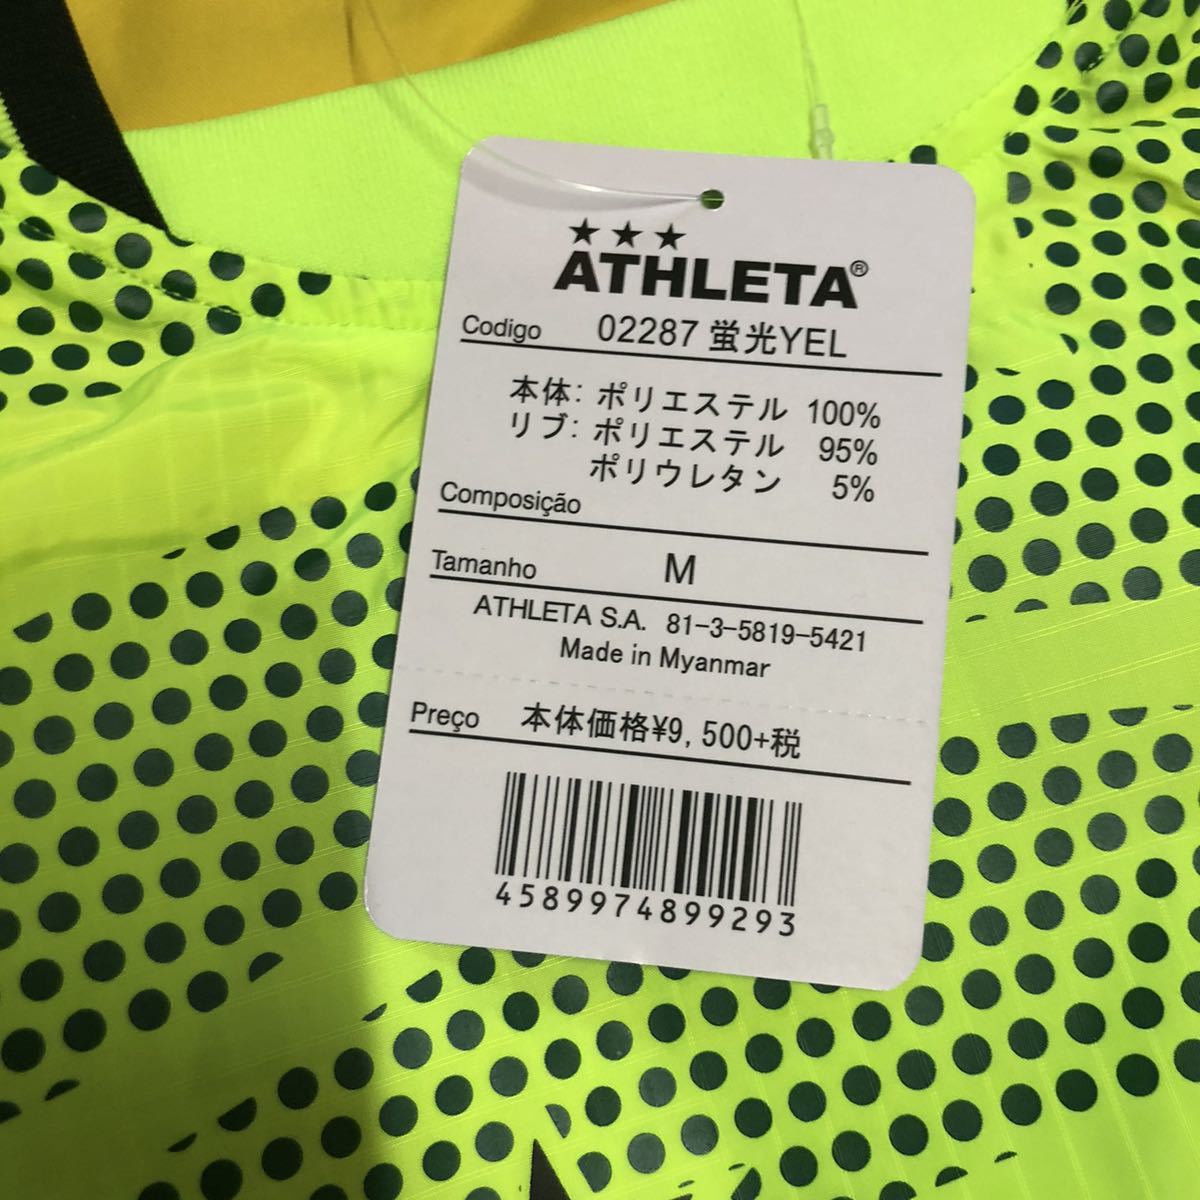 ★★★
ATHLETA®
Codigo 02287 蛍光YEL
本体: ポリエステル 100%
リブ: ポリエステル 95%
ポリウレタン 5%
Composição
Tamanho M
ATHLETA S.A. 81-3-5819-5421
Made in Myanmar
Preço 本体価格¥9,500+税
4589974899293